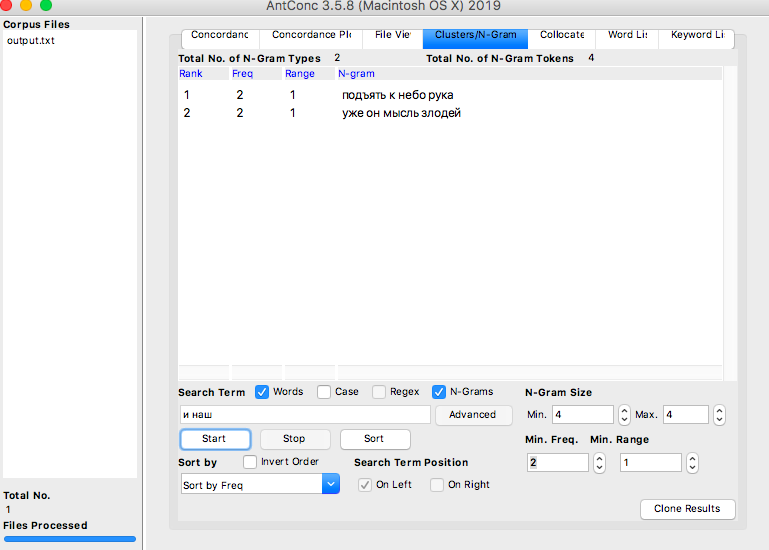 AntConc 3.5.8 (Macintosh OS X) 2019
Corpus Files
output.txt
Concordanc Concordance Plo File Viev Clusters/N-Gram Collocate Word Lis Keyword Li
Total No. of N-Gram Types 2 Total No. of N-Gram Tokens 4
Rank Freq Range N-gram
1 2 1 подъять к небо рука
2 2 1 уже он мысль злодей
Search Term Words Case Regex N-Grams N-Gram Size
и наш Advanced Min. 4 Max. 4
Start Stop Sort Min. Freq. Min. Range
Sort by Invert Order Search Term Position 2 1
Sort by Freq On Left On Right
Clone Results
Total No.
1
Files Processed